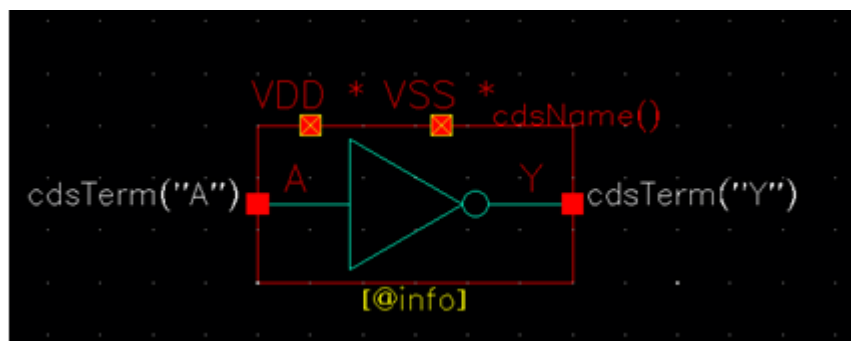 VDD * VSS *
cdsName()
cdsTerm("A") A Y cdsTerm("Y")
[@info]